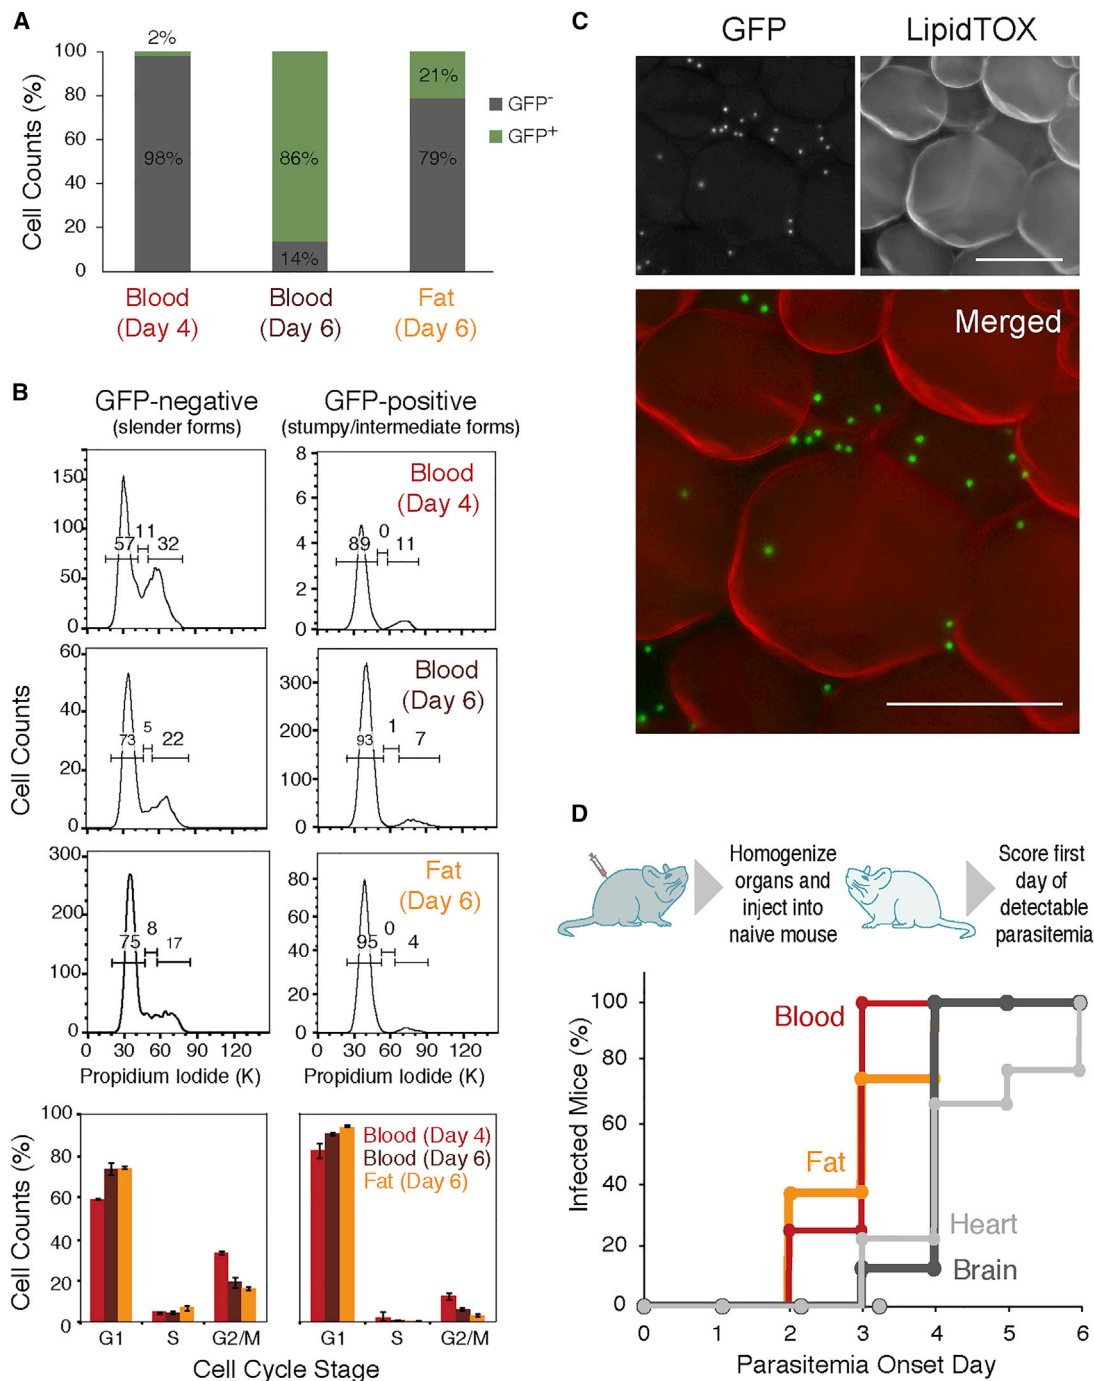 A
2%
100
80
60
40
20
0
Cell Counts (%)
98%
86%
14%
21%
79%
GFP-
GFP+
Blood
(Day 4)
Blood
(Day 6)
Fat
(Day 6)
B
GFP-negative
(slender forms)
GFP-positive
(stumpy/intermediate forms)
Cell Counts
150
100
50
0
57
11
32
8
6
4
2
0
89
0
11
Blood
(Day 4)
60
40
20
0
73
5
22
300
200
100
0
93
1
7
Blood
(Day 6)
300
200
100
0
75
8
17
80
60
40
20
0
95
0
4
Fat
(Day 6)
0 30 60 90 120
0 30 60 90 120
Propidium Iodide (K)
Propidium Iodide (K)
Cell Counts (%)
100
80
60
40
20
0
Blood (Day 4)
Blood (Day 6)
Fat (Day 6)
G1 S G2/M
G1 S G2/M
Cell Cycle Stage
C
GFP
LipidTOX
Merged
D
Homogenize
organs and
inject into
naive mouse
Score first
day of
detectable
parasitemia
Infected Mice (%)
100
80
60
40
20
0
Blood
Fat
Heart
Brain
0 1 2 3 4 5 6
Parasitemia Onset Day